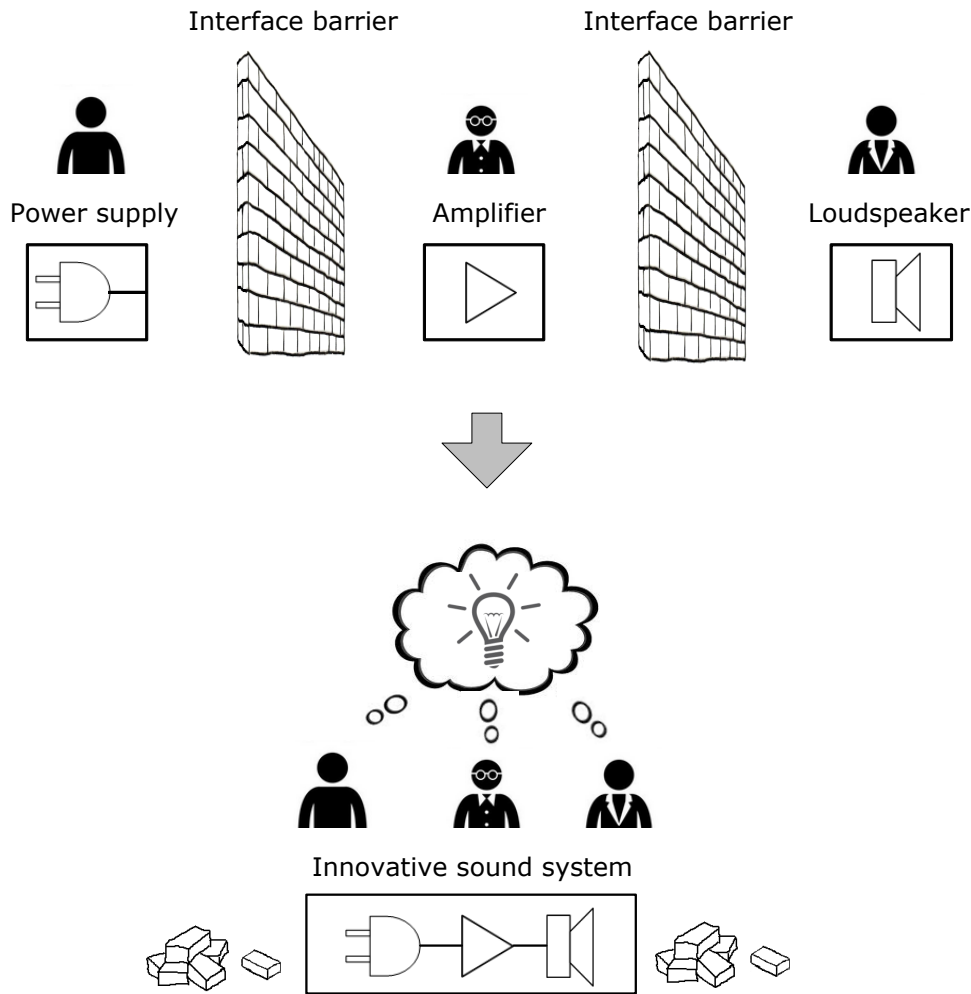 Interface barrier
Interface barrier
Power supply
Amplifier
Loudspeaker
Innovative sound system